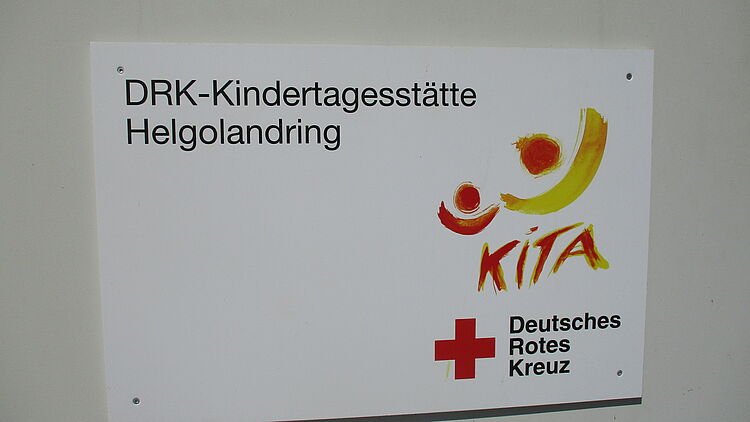 DRK-Kindertagesstätte
Helgolandring
KiTA
Deutsches
Rotes
Kreuz